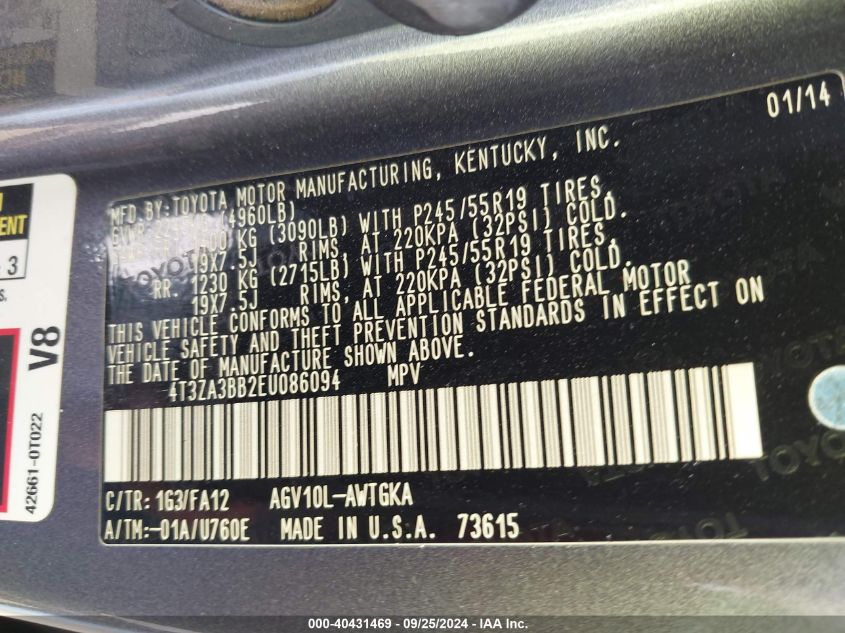 01/14
MFD.BY:TOYOTA MOTOR MANUFACTURING, KENTUCKY, INC.
GVWR (4960LB)
KG (3090LB) WITH P245/55R19 TIRES,
19X7.5J RIMS, AT 220KPA (32PSI) COLD.
RR. 1230 KG (2715LB) WITH P245/55R19 TIRES,
19X7.5J RIMS, AT 220KPA (32PSI) COLD.
THIS VEHICLE CONFORMS TO ALL APPLICABLE FEDERAL MOTOR
VEHICLE SAFETY AND THEFT PREVENTION STANDARDS IN EFFECT ON
THE DATE OF MANUFACTURE SHOWN ABOVE.
4T3ZA3BB2EU086094 MPV
C/TR: 1G3/FA12 AGV10L-AWTGKA
A/TM:-01A/U760E MADE IN U.S.A. 73615
3
V8
42661-0T022
TOYOTA
000-40431469 - 09/25/2024 - IAA Inc.